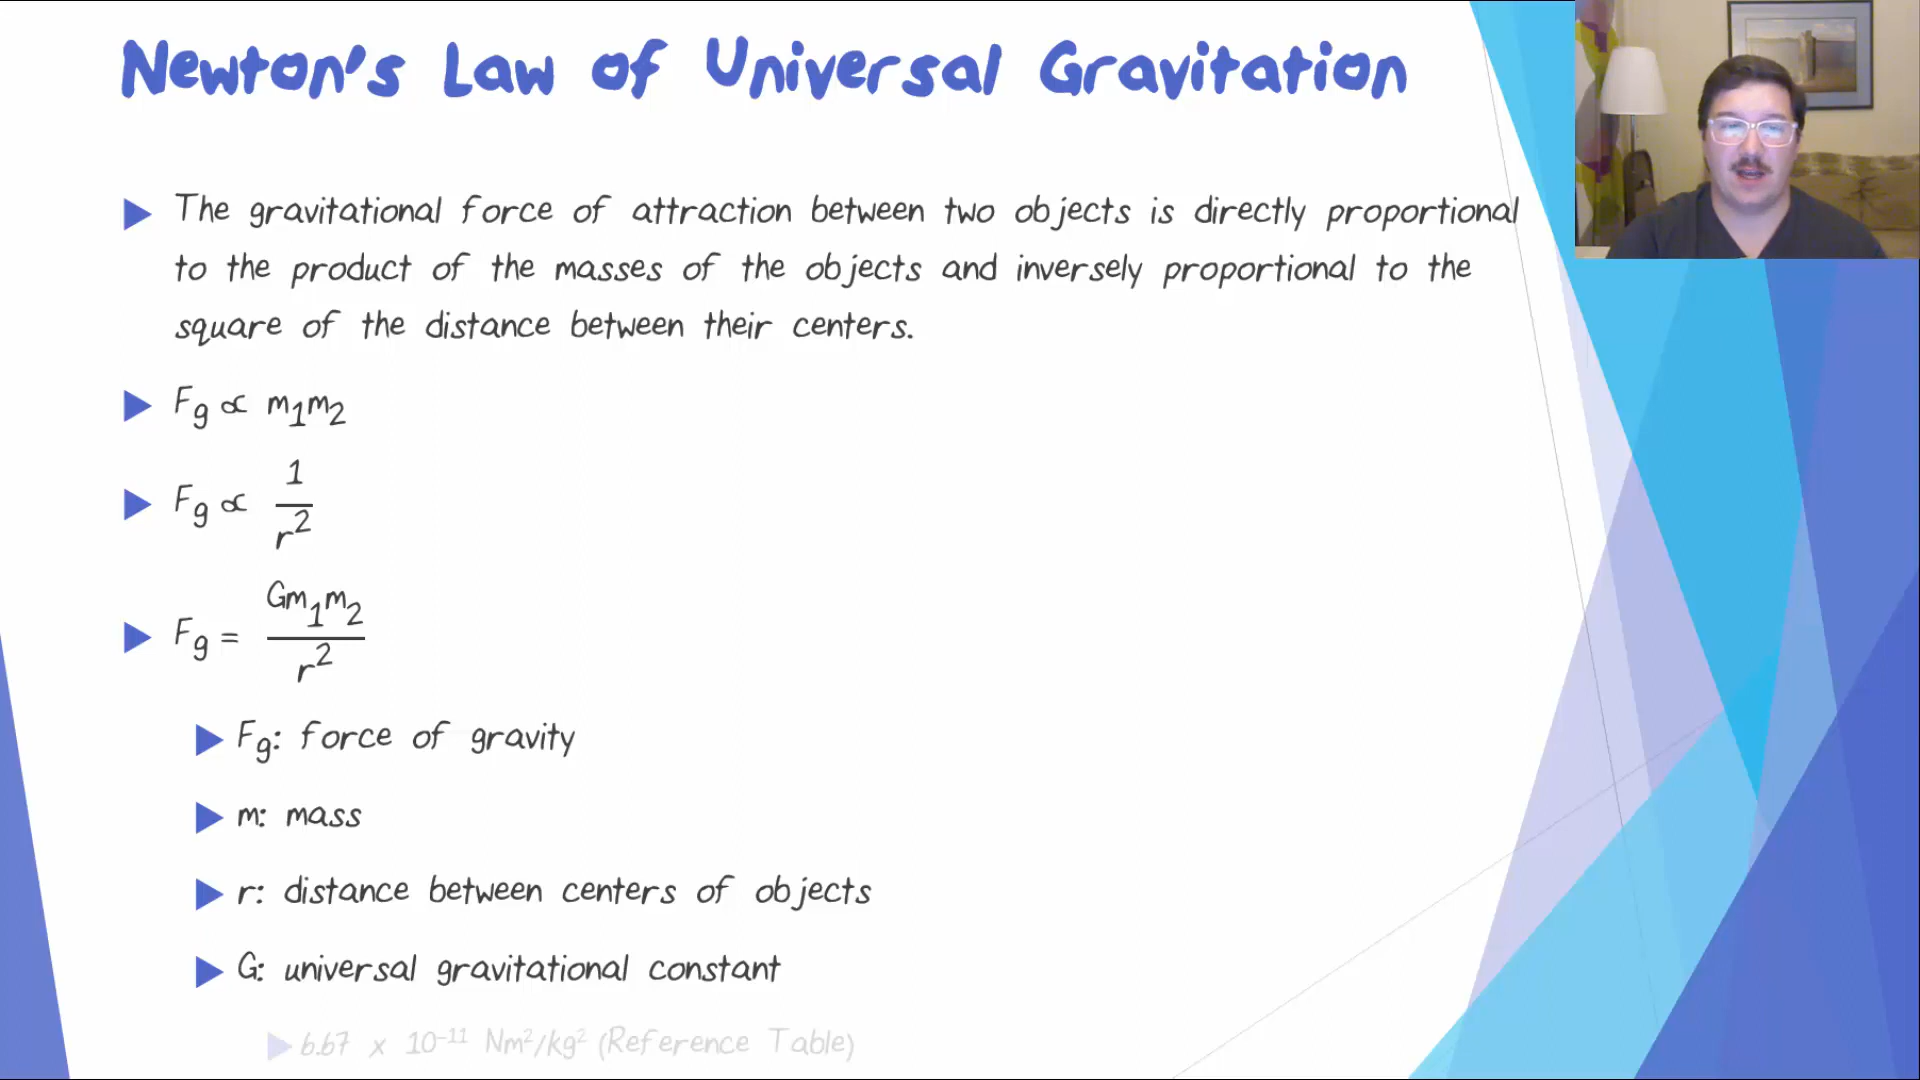 Newton's Law of Universal Gravitation
The gravitational force of attraction between two objects is directly proportional
to the product of the masses of the objects and inversely proportional to the
square of the distance between their centers.
Fg ∝ m₁m₂
Fg ∝ 1/r²
Fg = Gm₁m₂/r²
Fg: force of gravity
m: mass
r: distance between centers of objects
G: universal gravitational constant
6.67 x 10⁻¹¹ Nm²/kg² (Reference Table)